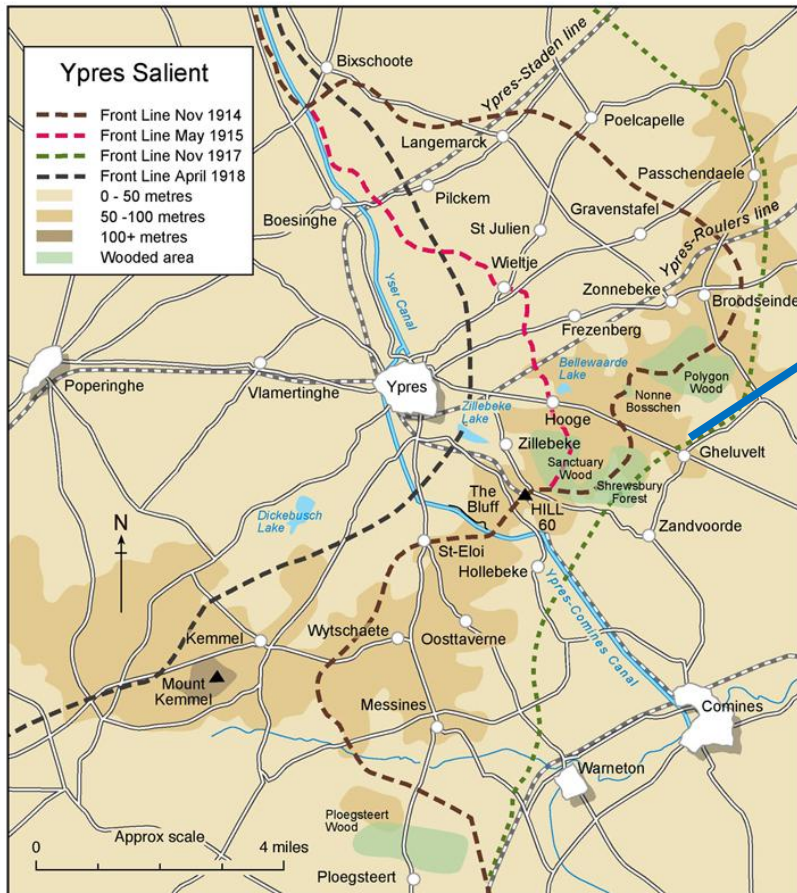 Ypres Salient
Front Line Nov 1914
Front Line May 1915
Front Line Nov 1917
Front Line April 1918
0 - 50 metres
50 -100 metres
100+ metres
Wooded area
Bixschoote
Ypres-Staden line
Poelcapelle
Langemarck
Passchendaele
Pilckem
Gravenstafel
Boesinghe
St Julien
Ypres-Roulers line
Wieltje
Zonnebeke
Broodseinde
Yser Canal
Frezenberg
Bellewaarde
Lake
Polygon
Wood
Poperinghe
Vlamertinghe
Ypres
Nonne
Bosschen
Zillebeke
Lake
Hooge
Zillebeke
Gheluvelt
Sanctuary
Wood
Shrewsbury
Forest
The
Bluff
HILL
60
Dickebusch
Lake
N
Zandvoorde
St-Eloi
Hollebeke
Ypres-Comines Canal
Kemmel
Wytschaete
Oosttaverne
Mount
Kemmel
Messines
Comines
Warneton
Ploegsteert
Wood
Approx scale
0
4 miles
Ploegsteert